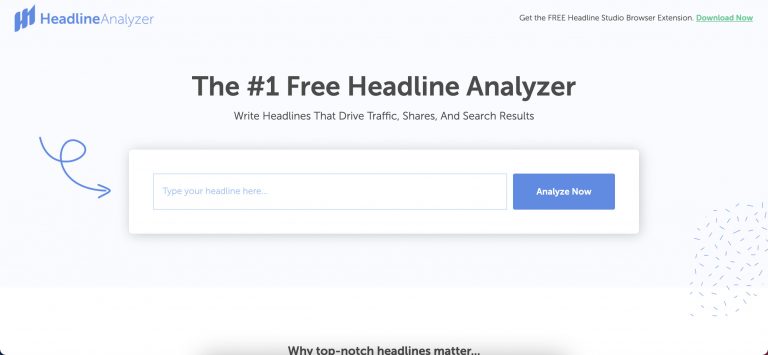 HeadlineAnalyzer
Get the FREE Headline Studio Browser Extension. Download Now
The #1 Free Headline Analyzer
Write Headlines That Drive Traffic, Shares, And Search Results
Type your headline here...
Analyze Now
Why top-notch headlines matter...